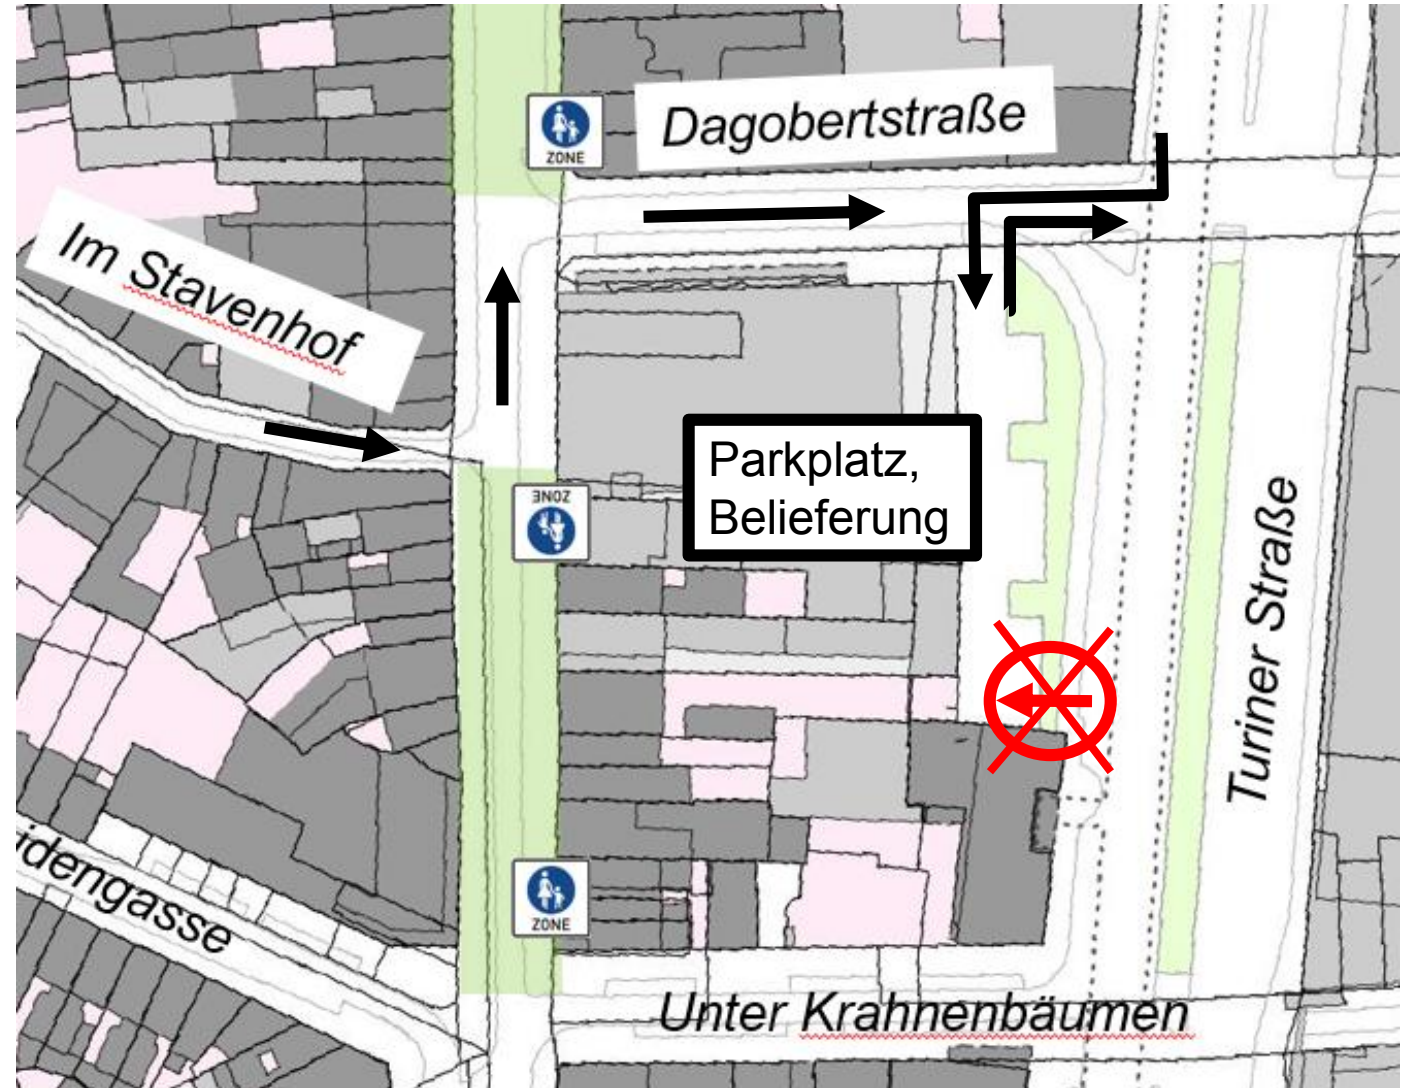 Dagobertstraße
ZONE
Im Stavenhof
Parkplatz,
Belieferung
ZONE
Turiner Straße
idengasse
ZONE
Unter Krahnenbäumen